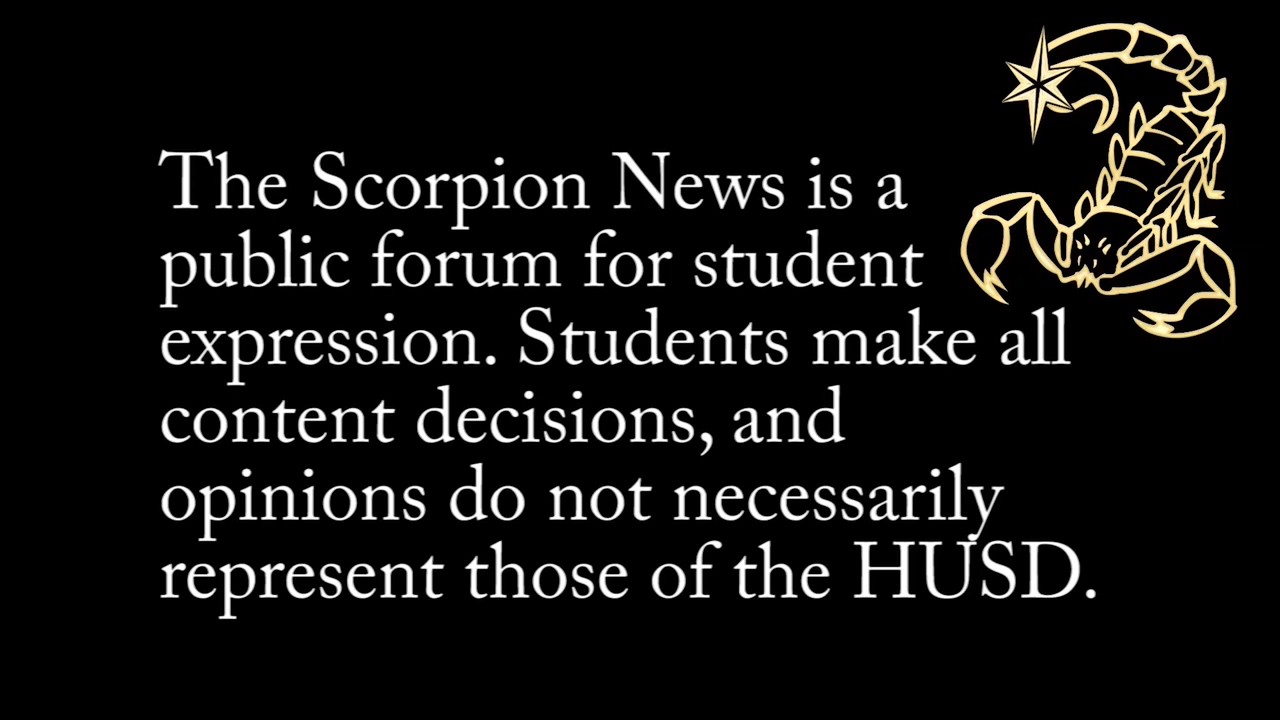 The Scorpion News is a
public forum for student
expression. Students make all
content decisions, and
opinions do not necessarily
represent those of the HUSD.